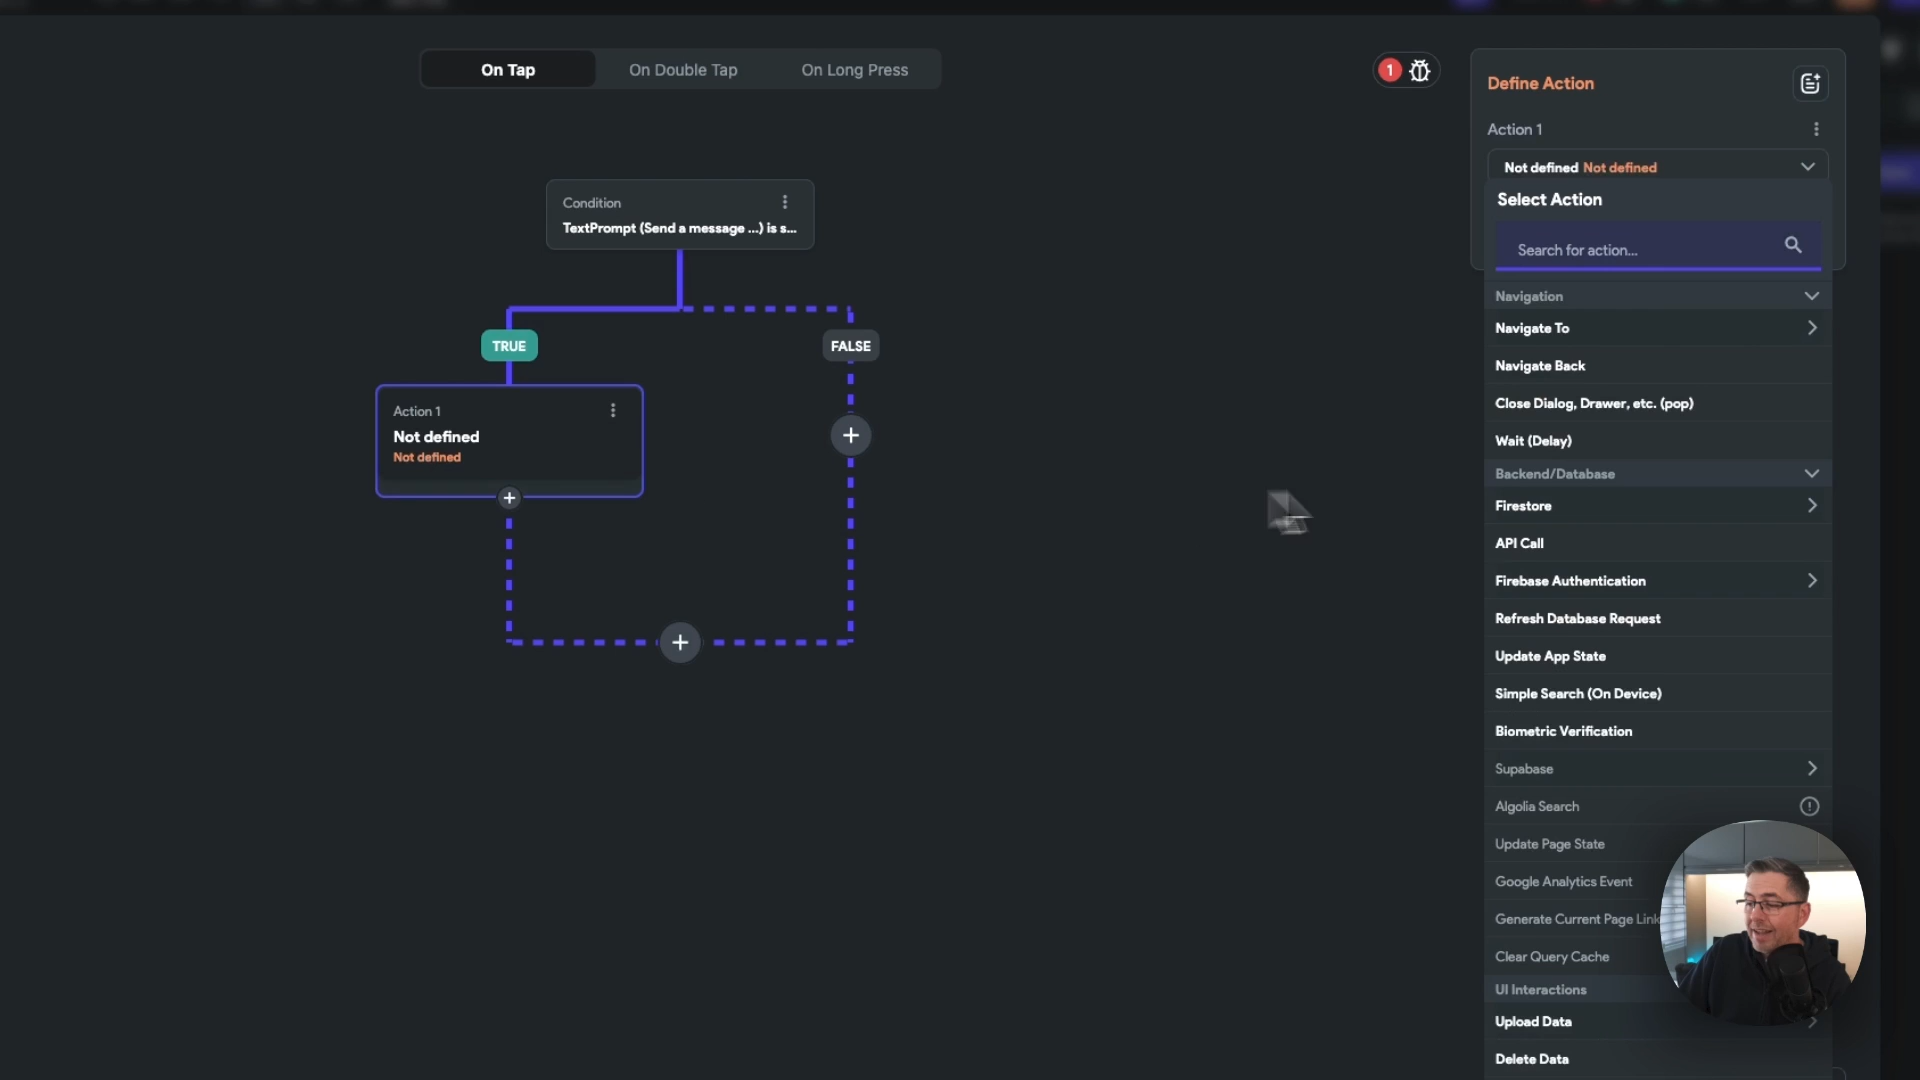 On Tap
On Double Tap
On Long Press
1
Condition
TextPrompt (Send a message ...) is s...
TRUE
FALSE
Action 1
Not defined
Not defined
Define Action
Action 1
Not defined Not defined
Select Action
Search for action...
Navigation
Navigate To
Navigate Back
Close Dialog, Drawer, etc. (pop)
Wait (Delay)
Backend/Database
Firestore
API Call
Firebase Authentication
Refresh Database Request
Update App State
Simple Search (On Device)
Biometric Verification
Supabase
Algolia Search
Update Page State
Google Analytics Event
Generate Current Page Link
Clear Query Cache
UI Interactions
Upload Data
Delete Data